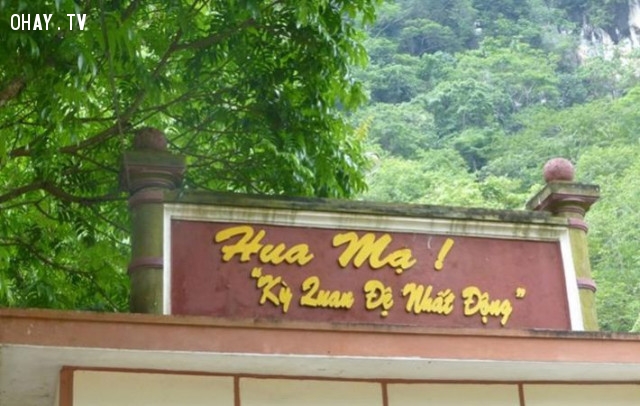 OHAY.TV
Hua Mạ !
"Kỳ Quan Đệ Nhất Động"